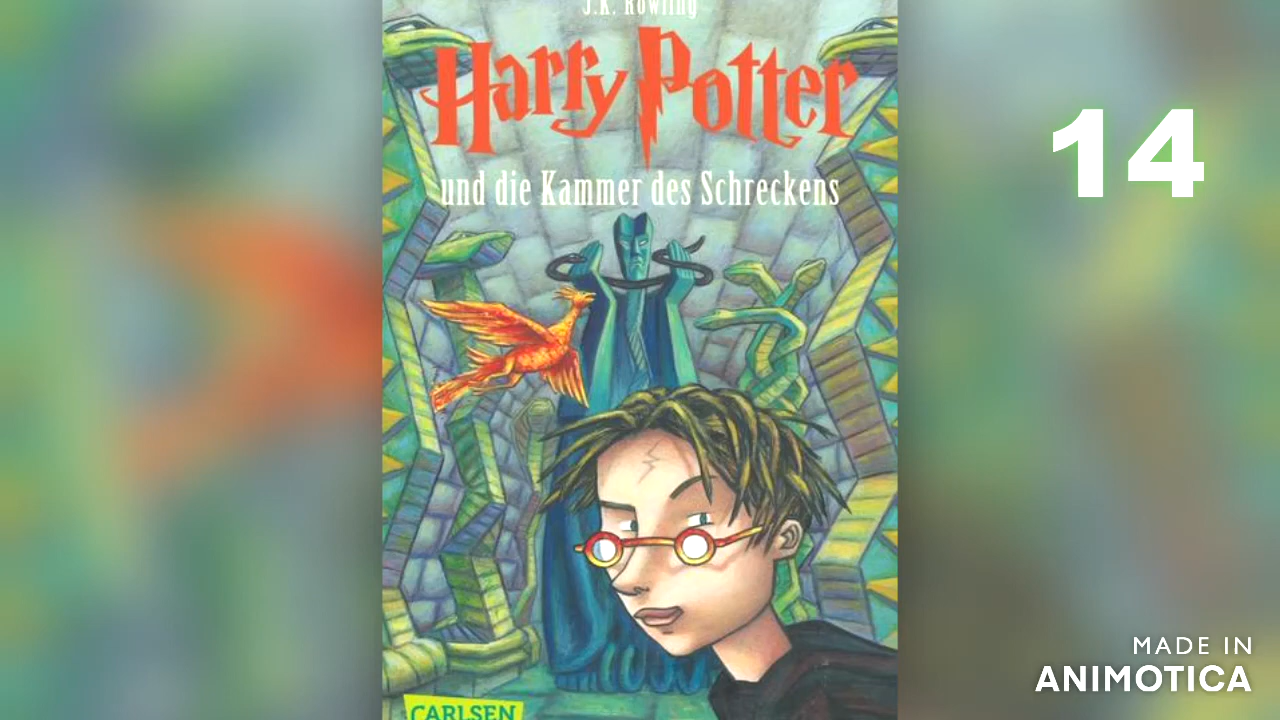 J.K. Rowling
Harry Potter
und die Kammer des Schreckens
14
CARLSEN
MADE IN
ANIMOTICA